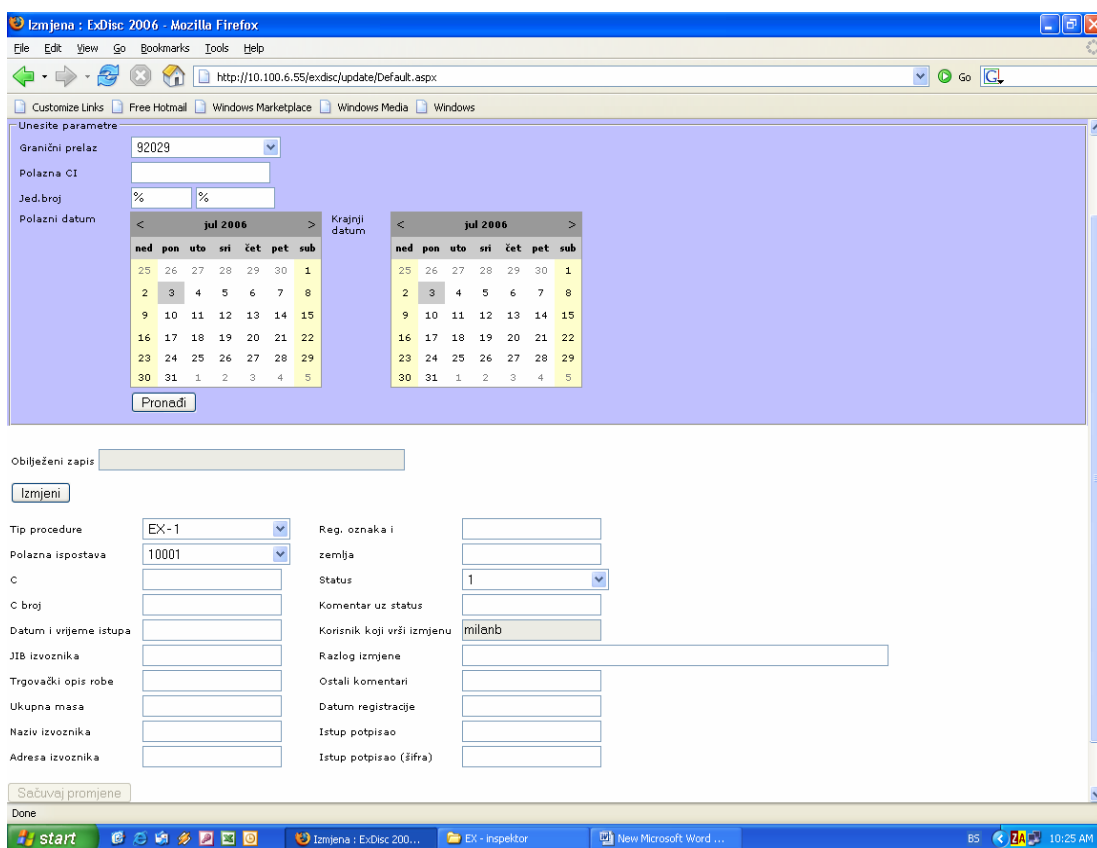 Izmjena : ExDisc 2006 - Mozilla Firefox
File Edit View Go Bookmarks Tools Help
http://10.100.6.55/exdisc/update/Default.aspx Go G
Customize Links Free Hotmail Windows Marketplace Windows Media Windows
Unesite parametre
Granični prelaz 92029
Polazna CI
Jed.broj % %
Polazni datum < jul 2006 > Krajnji datum < jul 2006 >
ned pon uto sri čet pet sub ned pon uto sri čet pet sub
25 26 27 28 29 30 1 25 26 27 28 29 30 1
2 3 4 5 6 7 8 2 3 4 5 6 7 8
9 10 11 12 13 14 15 9 10 11 12 13 14 15
16 17 18 19 20 21 22 16 17 18 19 20 21 22
23 24 25 26 27 28 29 23 24 25 26 27 28 29
30 31 1 2 3 4 5 30 31 1 2 3 4 5
Pronađi
Obilježeni zapis
Izmjeni
Tip procedure EX-1 Reg. oznaka i
Polazna ispostava 10001 zemlja
C Status 1
C broj Komentar uz status
Datum i vrijeme istupa Korisnik koji vrši izmjenu milanb
JIB izvoznika Razlog izmjene
Trgovački opis robe Ostali komentari
Ukupna masa Datum registracije
Naziv izvoznika Istup potpisao
Adresa izvoznika Istup potpisao (šifra)
Sačuvaj promjene
Done
start Izmjena : ExDisc 200... EX - inspektor New Microsoft Word ... BS ZA 10:25 AM